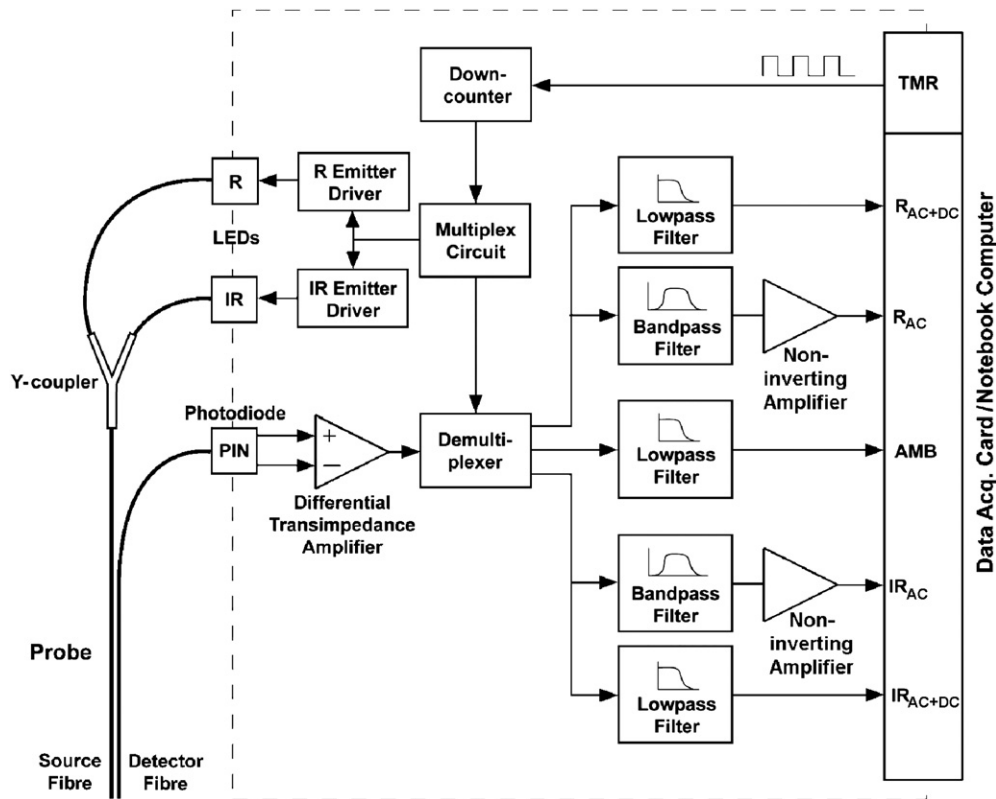 Down-
counter
TMR
R
R Emitter
Driver
LEDs
Multiplex
Circuit
IR
IR Emitter
Driver
Lowpass
Filter
R_AC+DC
Bandpass
Filter
Non-
inverting
Amplifier
R_AC
Y-coupler
Photodiode
PIN
+
−
Differential
Transimpedance
Amplifier
Demulti-
plexer
Lowpass
Filter
AMB
Bandpass
Filter
Non-
inverting
Amplifier
IR_AC
Lowpass
Filter
IR_AC+DC
Data Acq. Card/Notebook Computer
Probe
Source
Fibre
Detector
Fibre